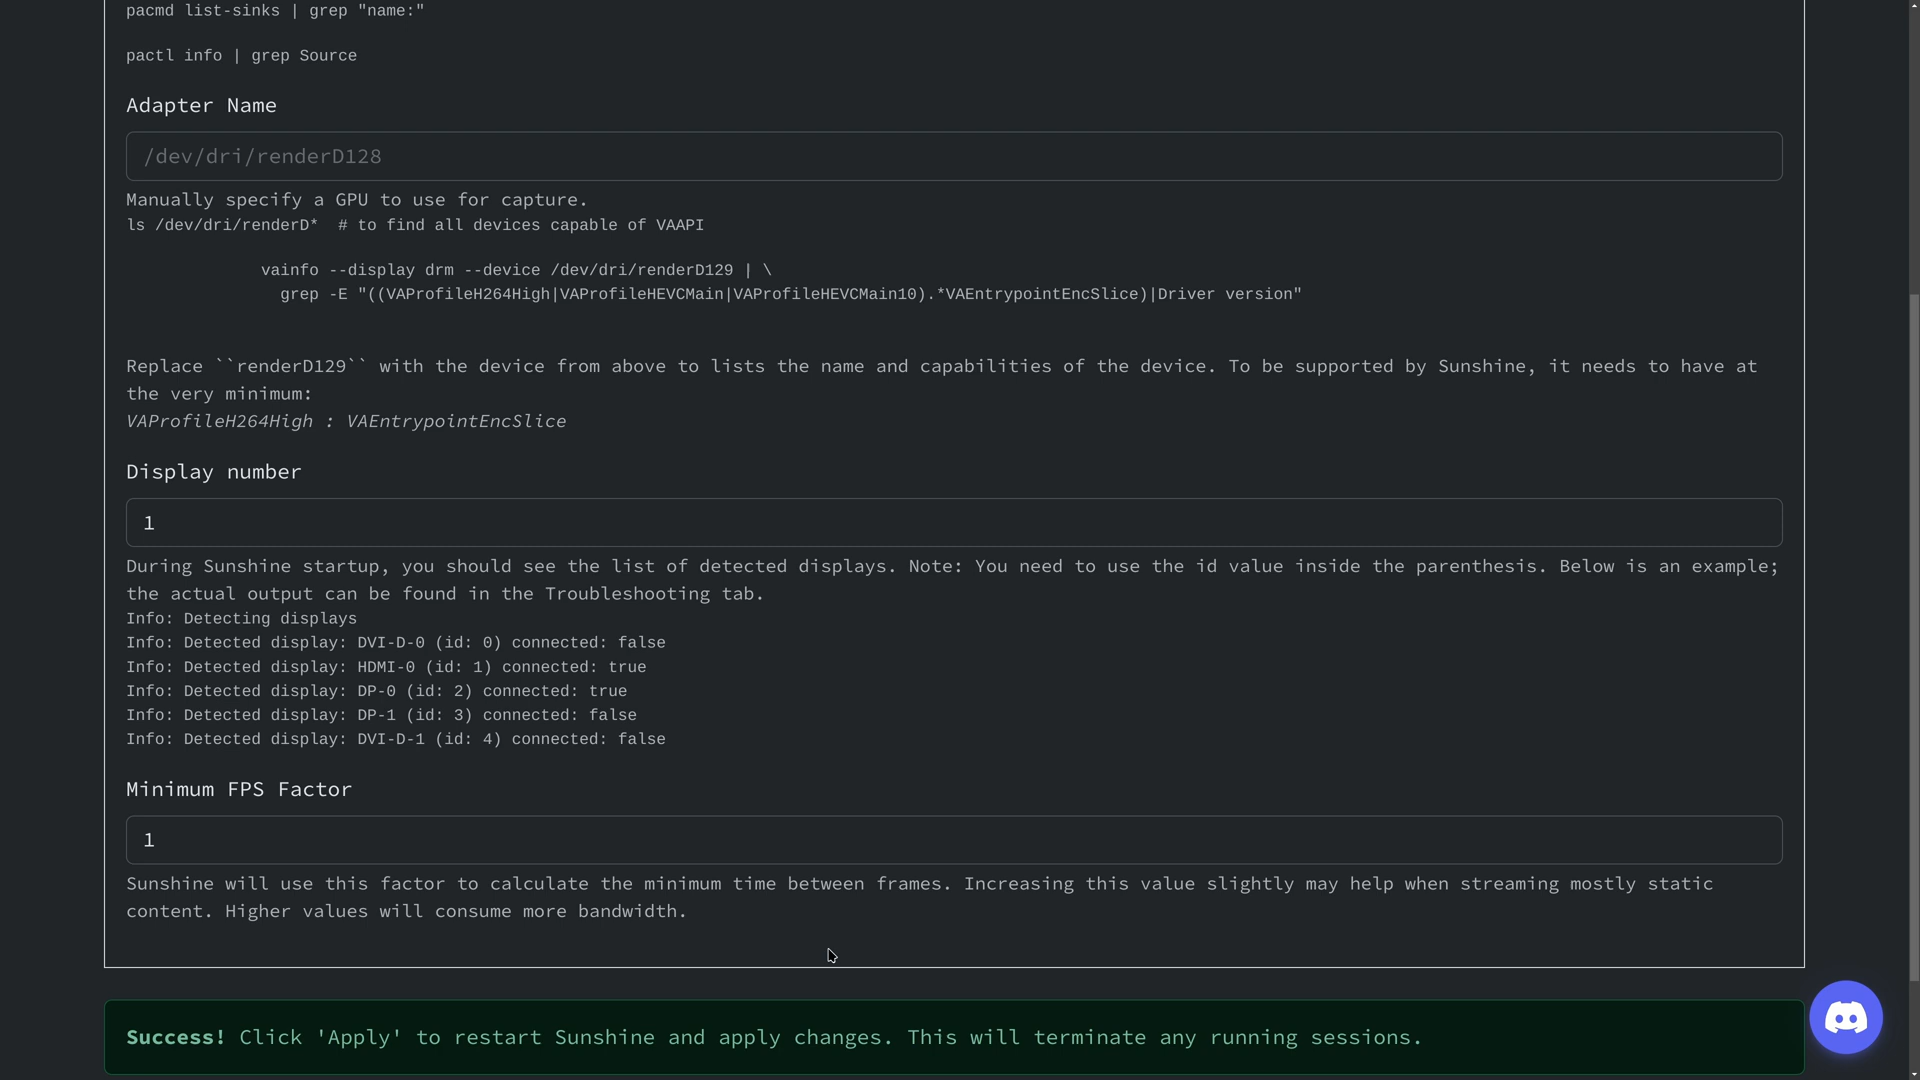 pacmd list-sinks | grep "name:"
pactl info | grep Source
Adapter Name
/dev/dri/renderD128
Manually specify a GPU to use for capture.
ls /dev/dri/renderD*  # to find all devices capable of VAAPI
vainfo --display drm --device /dev/dri/renderD129 | \
grep -E "((VAProfileH264High|VAProfileHEVCMain|VAProfileHEVCMain10).*VAEntrypointEncSlice)|Driver version"
Replace ``renderD129`` with the device from above to lists the name and capabilities of the device. To be supported by Sunshine, it needs to have at
the very minimum:
VAProfileH264High : VAEntrypointEncSlice
Display number
1
During Sunshine startup, you should see the list of detected displays. Note: You need to use the id value inside the parenthesis. Below is an example;
the actual output can be found in the Troubleshooting tab.
Info: Detecting displays
Info: Detected display: DVI-D-0 (id: 0) connected: false
Info: Detected display: HDMI-0 (id: 1) connected: true
Info: Detected display: DP-0 (id: 2) connected: true
Info: Detected display: DP-1 (id: 3) connected: false
Info: Detected display: DVI-D-1 (id: 4) connected: false
Minimum FPS Factor
1
Sunshine will use this factor to calculate the minimum time between frames. Increasing this value slightly may help when streaming mostly static
content. Higher values will consume more bandwidth.
Success! Click 'Apply' to restart Sunshine and apply changes. This will terminate any running sessions.